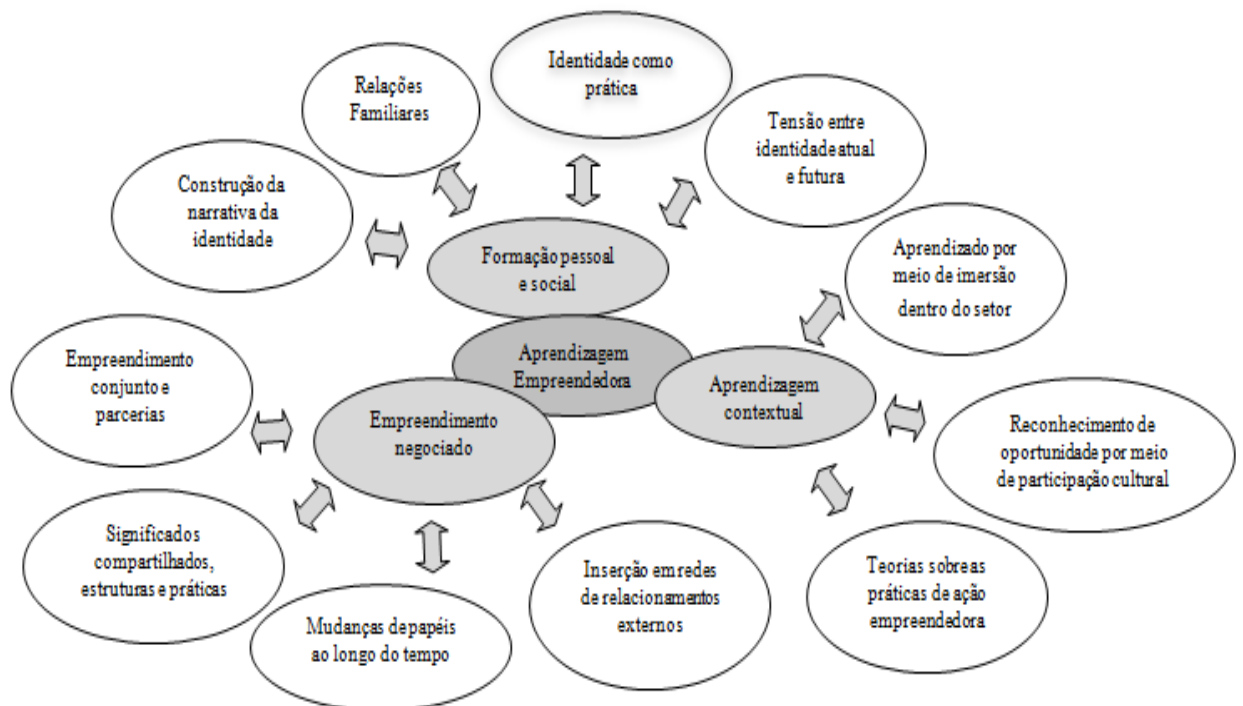 Identidade como
prática
Relações
Familiares
Tensão entre
identidade atual
e futura
Construção da
narrativa da
identidade
Formação pessoal
e social
Aprendizado por
meio de imersão
dentro do setor
Aprendizagem
Empreendedora
Aprendizagem
contextual
Empreendimento
conjunto e
parcerias
Empreendimento
negociado
Reconhecimento de
oportunidade por meio
de participação cultural
Significados
compartilhados,
estruturas e práticas
Mudanças de papéis
ao longo do tempo
Inserção em redes
de relacionamentos
externos
Teorias sobre as
práticas de ação
empreendedora